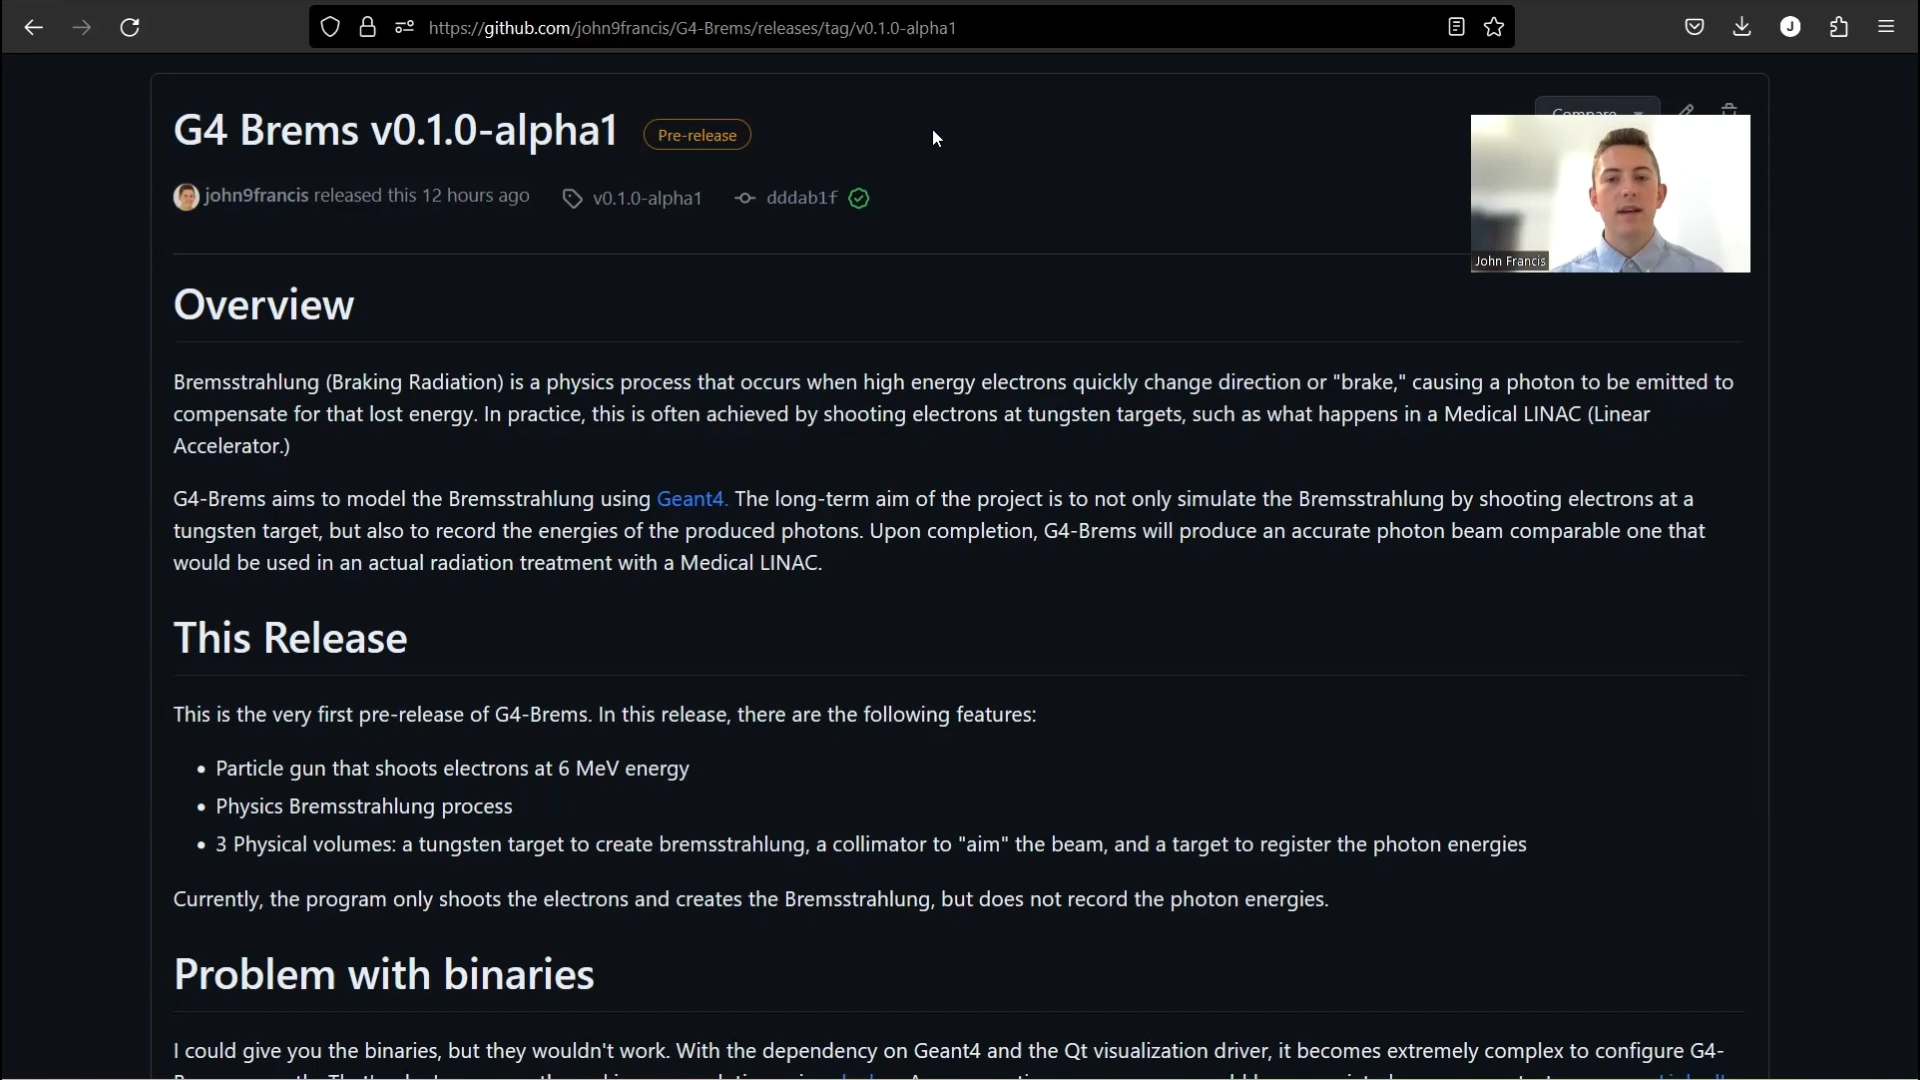 https://github.com/john9francis/G4-Brems/releases/tag/v0.1.0-alpha1
J
G4 Brems v0.1.0-alpha1
Pre-release
Compare
john9francis released this 12 hours ago
v0.1.0-alpha1
dddab1f
John Francis
Overview
Bremsstrahlung (Braking Radiation) is a physics process that occurs when high energy electrons quickly change direction or "brake," causing a photon to be emitted to
compensate for that lost energy. In practice, this is often achieved by shooting electrons at tungsten targets, such as what happens in a Medical LINAC (Linear
Accelerator.)
G4-Brems aims to model the Bremsstrahlung using Geant4. The long-term aim of the project is to not only simulate the Bremsstrahlung by shooting electrons at a
tungsten target, but also to record the energies of the produced photons. Upon completion, G4-Brems will produce an accurate photon beam comparable one that
would be used in an actual radiation treatment with a Medical LINAC.
This Release
This is the very first pre-release of G4-Brems. In this release, there are the following features:
• Particle gun that shoots electrons at 6 MeV energy
• Physics Bremsstrahlung process
• 3 Physical volumes: a tungsten target to create bremsstrahlung, a collimator to "aim" the beam, and a target to register the photon energies
Currently, the program only shoots the electrons and creates the Bremsstrahlung, but does not record the photon energies.
Problem with binaries
I could give you the binaries, but they wouldn't work. With the dependency on Geant4 and the Qt visualization driver, it becomes extremely complex to configure G4-